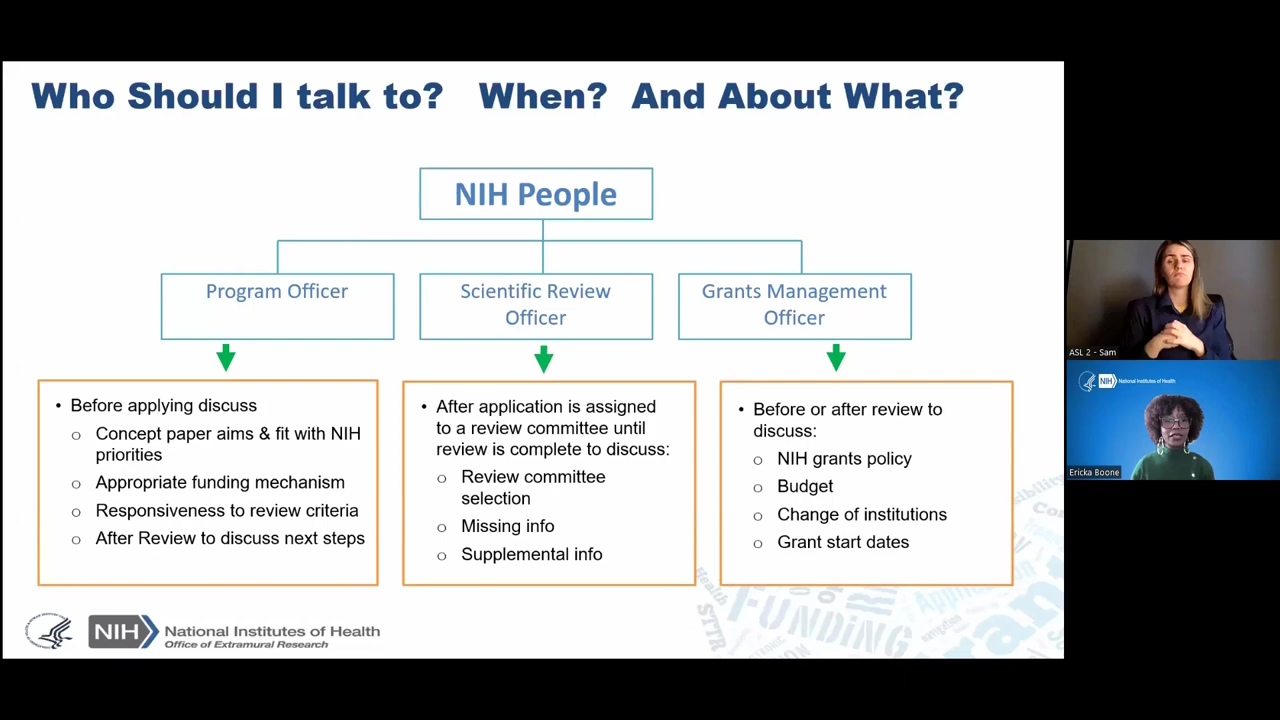 Who Should I talk to? When? And About What?
NIH People
Program Officer
Scientific Review
Officer
Grants Management
Officer
• Before applying discuss
o Concept paper aims & fit with NIH
priorities
o Appropriate funding mechanism
o Responsiveness to review criteria
o After Review to discuss next steps
• After application is assigned
to a review committee until
review is complete to discuss:
o Review committee
selection
o Missing info
o Supplemental info
• Before or after review to
discuss:
o NIH grants policy
o Budget
o Change of institutions
o Grant start dates
Health
STTR
FUNDING
NIH
National Institutes of Health
Office of Extramural Research
ASL 2 - Sam
NIH
National Institutes of Health
Ericka Boone